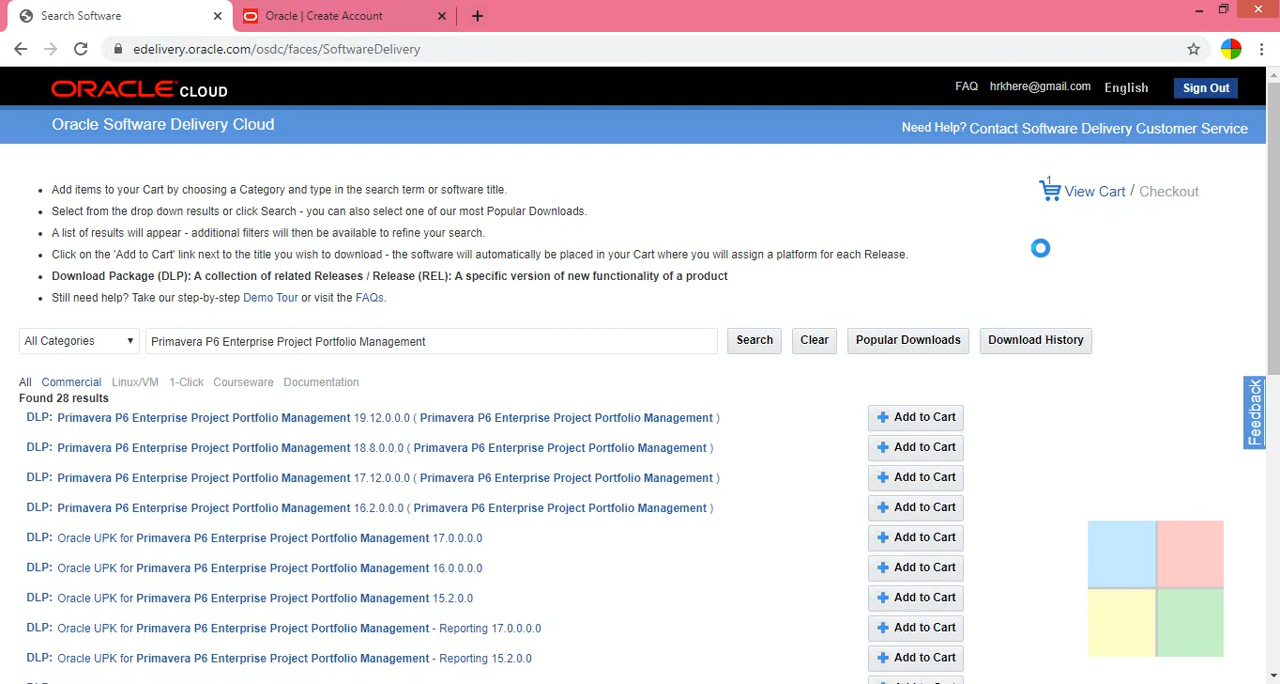 Search Software
Oracle | Create Account
edelivery.oracle.com/osdc/faces/SoftwareDelivery
ORACLE CLOUD
FAQ hrkhere@gmail.com English Sign Out
Oracle Software Delivery Cloud
Need Help? Contact Software Delivery Customer Service
Add items to your Cart by choosing a Category and type in the search term or software title.
Select from the drop down results or click Search - you can also select one of our most Popular Downloads.
A list of results will appear - additional filters will then be available to refine your search.
Click on the 'Add to Cart' link next to the title you wish to download - the software will automatically be placed in your Cart where you will assign a platform for each Release.
Download Package (DLP): A collection of related Releases / Release (REL): A specific version of new functionality of a product
Still need help? Take our step-by-step Demo Tour or visit the FAQs.
1 View Cart / Checkout
All Categories Primavera P6 Enterprise Project Portfolio Management Search Clear Popular Downloads Download History
All Commercial Linux/VM 1-Click Courseware Documentation
Found 28 results
DLP: Primavera P6 Enterprise Project Portfolio Management 19.12.0.0.0 ( Primavera P6 Enterprise Project Portfolio Management ) Add to Cart
DLP: Primavera P6 Enterprise Project Portfolio Management 18.8.0.0.0 ( Primavera P6 Enterprise Project Portfolio Management ) Add to Cart
DLP: Primavera P6 Enterprise Project Portfolio Management 17.12.0.0.0 ( Primavera P6 Enterprise Project Portfolio Management ) Add to Cart
DLP: Primavera P6 Enterprise Project Portfolio Management 16.2.0.0.0 ( Primavera P6 Enterprise Project Portfolio Management ) Add to Cart
DLP: Oracle UPK for Primavera P6 Enterprise Project Portfolio Management 17.0.0.0.0 Add to Cart
DLP: Oracle UPK for Primavera P6 Enterprise Project Portfolio Management 16.0.0.0.0 Add to Cart
DLP: Oracle UPK for Primavera P6 Enterprise Project Portfolio Management 15.2.0.0 Add to Cart
DLP: Oracle UPK for Primavera P6 Enterprise Project Portfolio Management - Reporting 17.0.0.0.0 Add to Cart
DLP: Oracle UPK for Primavera P6 Enterprise Project Portfolio Management - Reporting 15.2.0.0 Add to Cart
Feedback